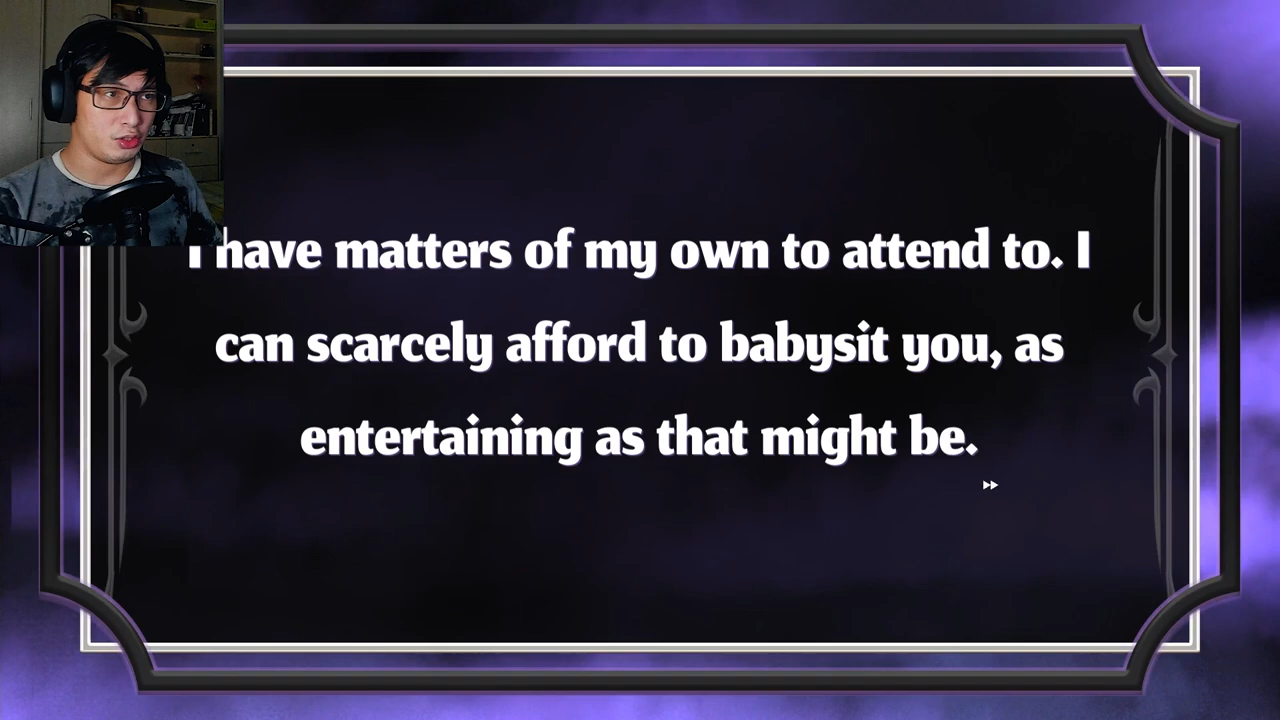 I have matters of my own to attend to. I
can scarcely afford to babysit you, as
entertaining as that might be.